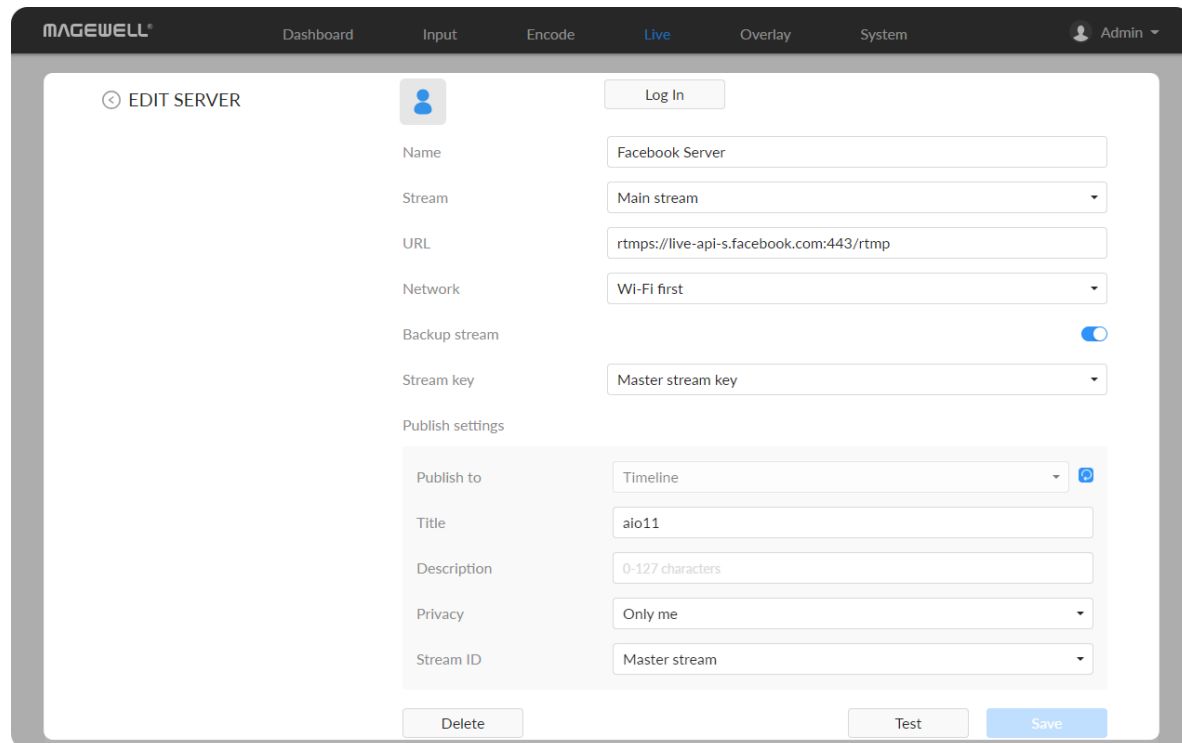 MAGEWELL®
Dashboard Input Encode Live Overlay System Admin
EDIT SERVER
Log In
Name Facebook Server
Stream Main stream
URL rtmps://live-api-s.facebook.com:443/rtmp
Network Wi-Fi first
Backup stream
Stream key Master stream key
Publish settings
Publish to Timeline
Title aio11
Description 0-127 characters
Privacy Only me
Stream ID Master stream
Delete Test Save